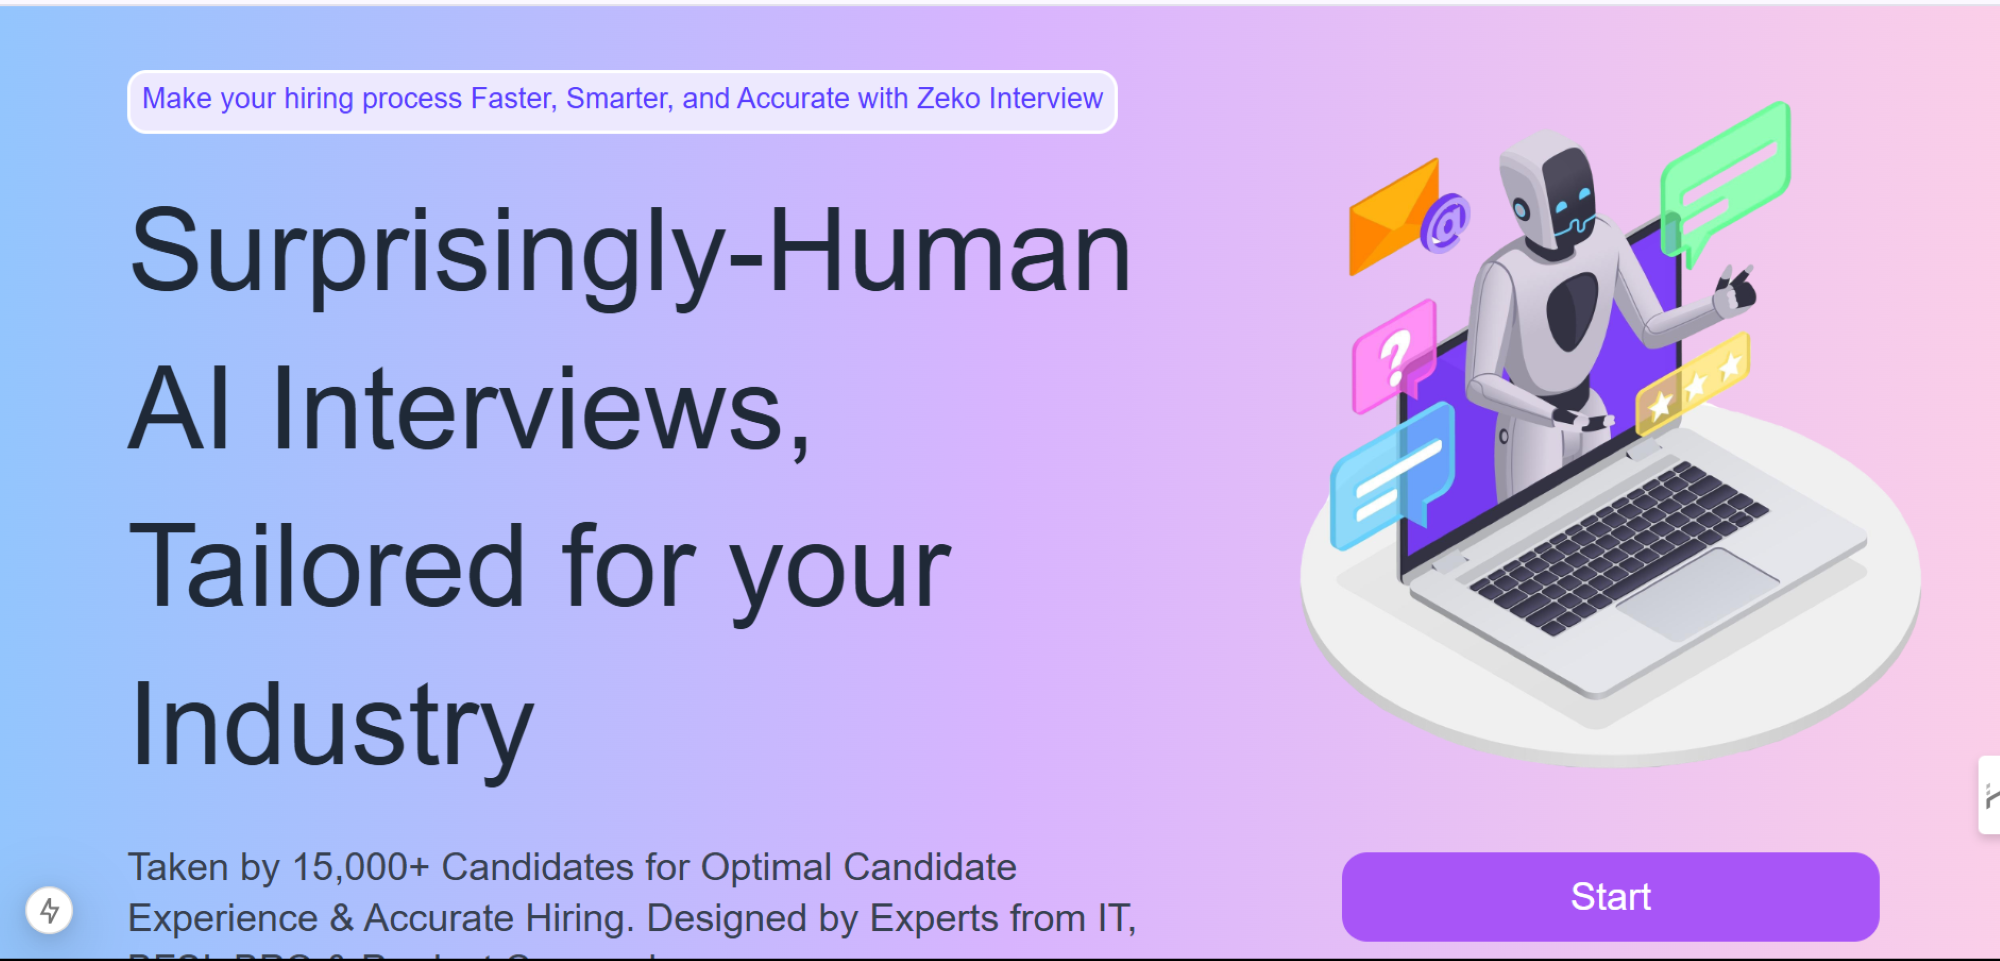 Make your hiring process Faster, Smarter, and Accurate with Zeko Interview
Surprisingly-Human
AI Interviews,
Tailored for your
Industry
Taken by 15,000+ Candidates for Optimal Candidate
Experience & Accurate Hiring. Designed by Experts from IT,
Start